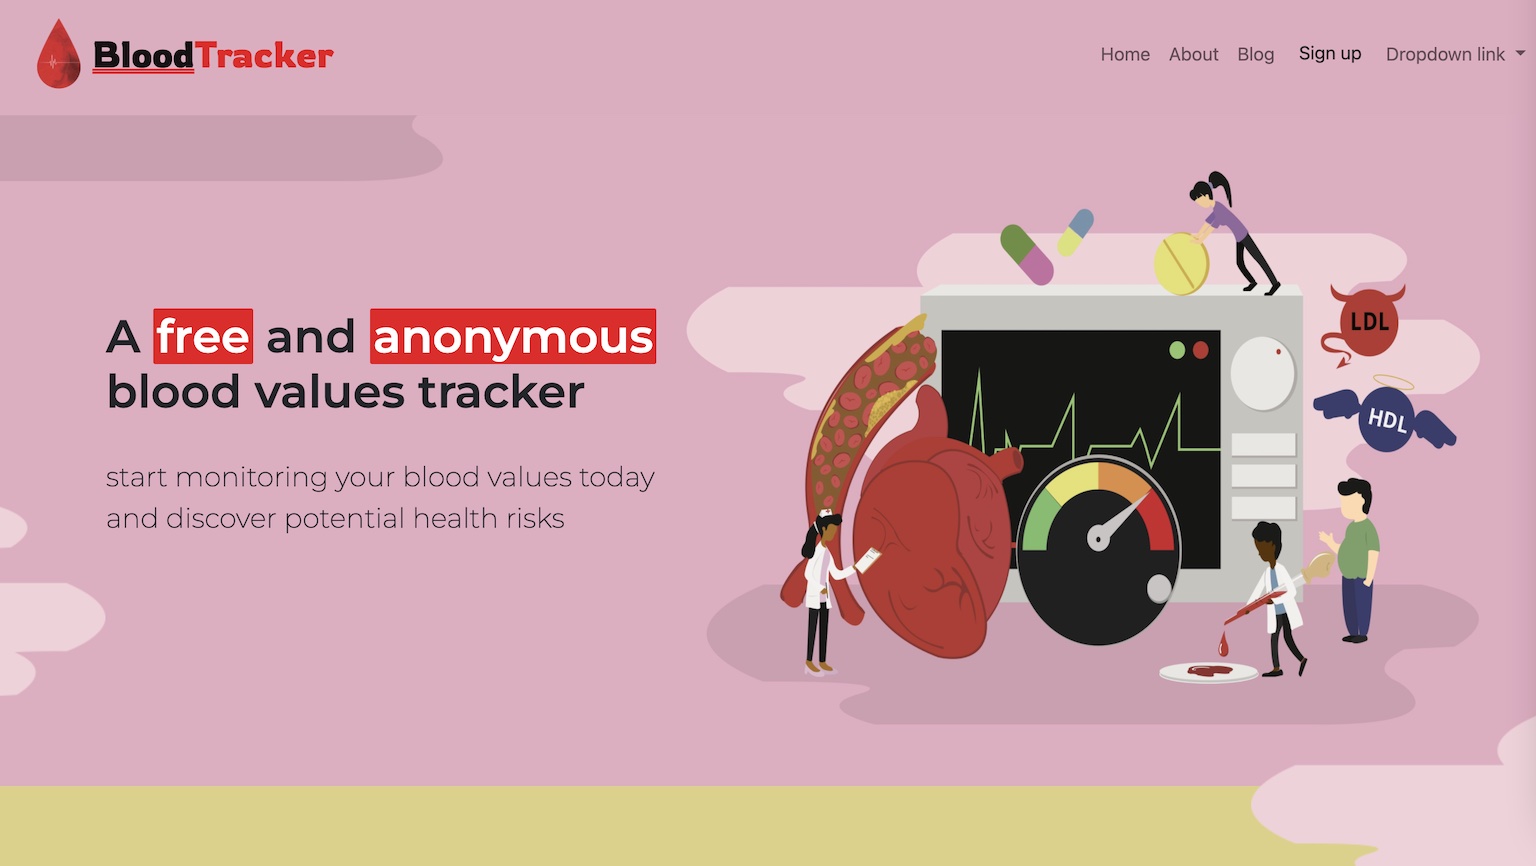 BloodTracker
Home About Blog Sign up Dropdown link
A free and anonymous
blood values tracker
start monitoring your blood values today
and discover potential health risks
LDL
HDL